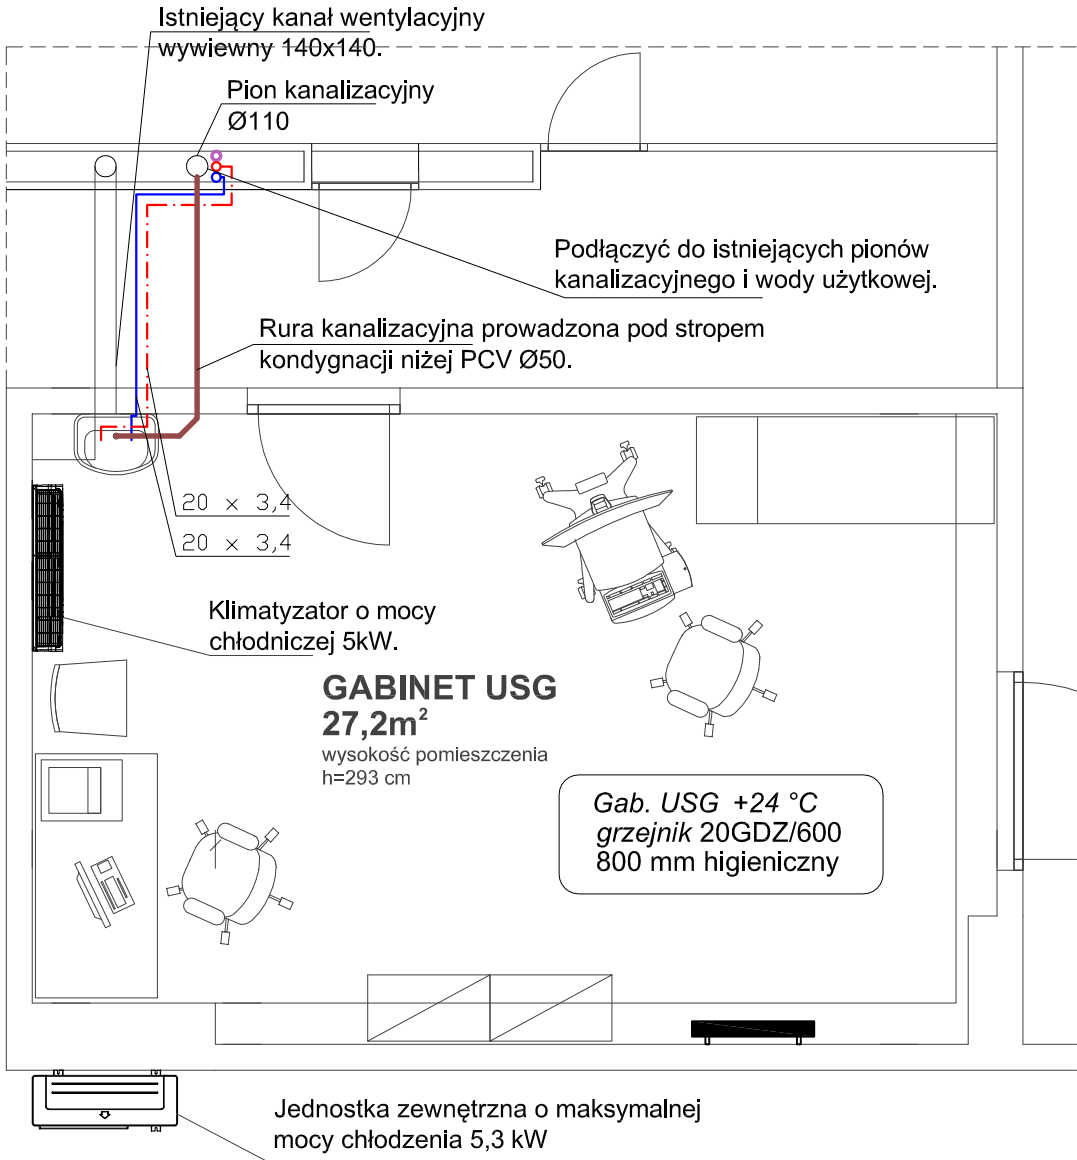 Istniejący kanał wentylacyjny
wywiewny 140x140.
Pion kanalizacyjny
Ø110
Podłączyć do istniejących pionów
kanalizacyjnego i wody użytkowej.
Rura kanalizacyjna prowadzona pod stropem
kondygnacji niżej PCV Ø50.
20 × 3,4
20 × 3,4
Klimatyzator o mocy
chłodniczej 5kW.
GABINET USG
27,2m²
wysokość pomieszczenia
h=293 cm
Gab. USG +24 °C
grzejnik 20GDZ/600
800 mm higieniczny
Jednostka zewnętrzna o maksymalnej
mocy chłodzenia 5,3 kW